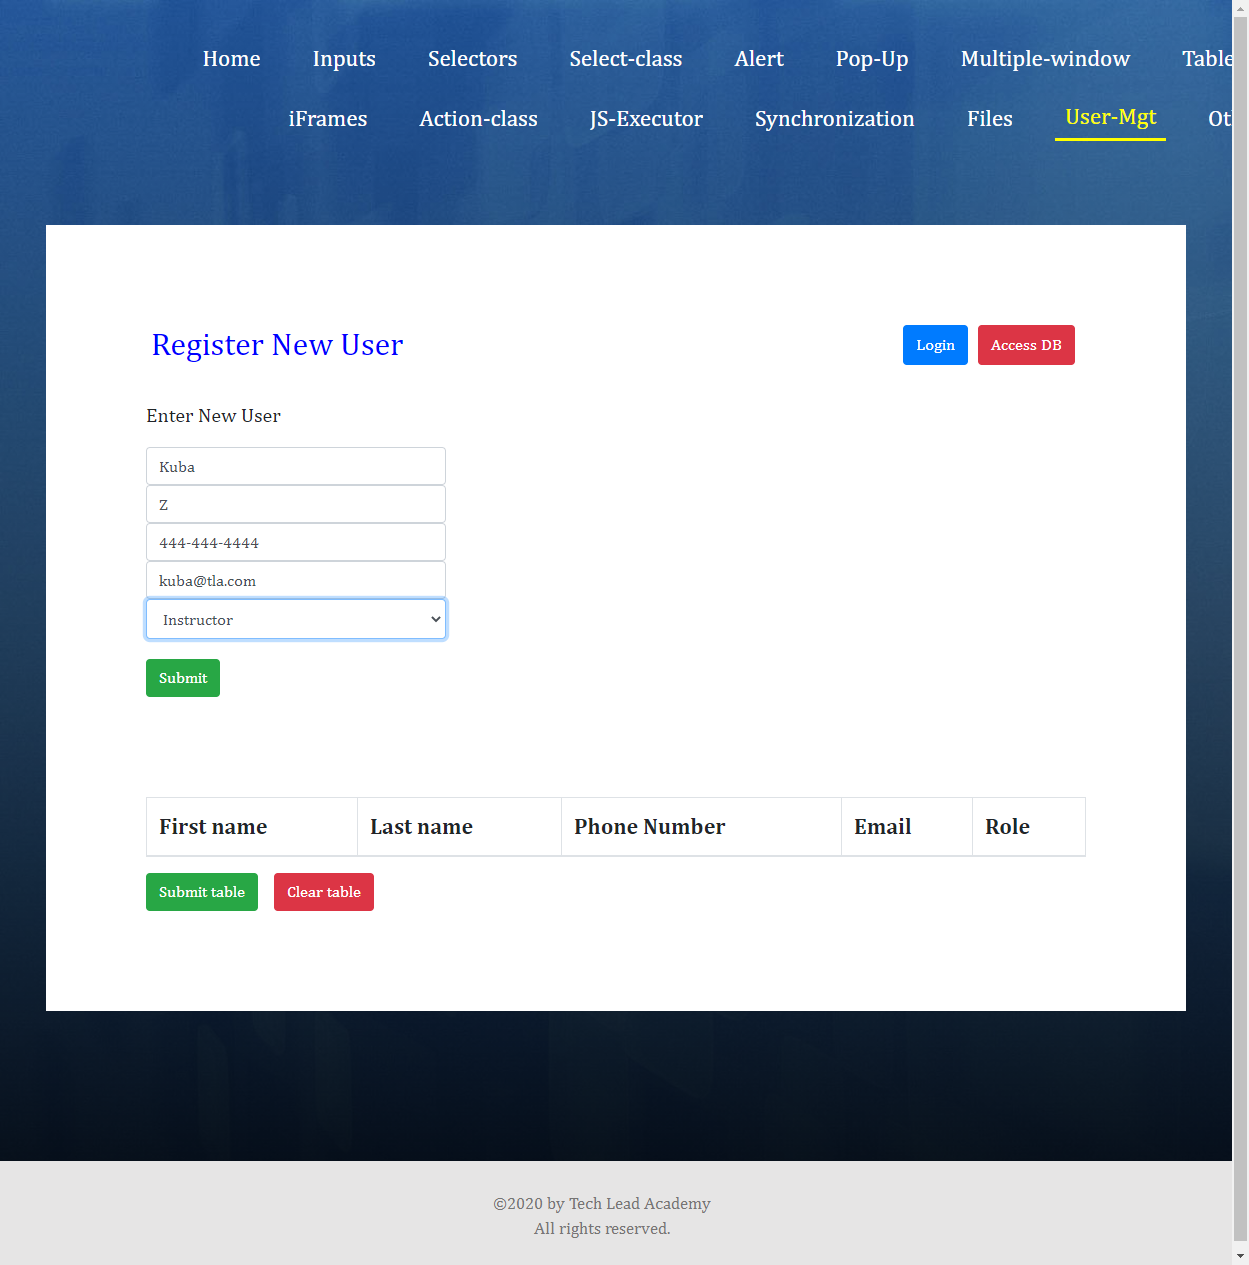 Home Inputs Selectors Select-class Alert Pop-Up Multiple-window Table
iFrames Action-class JS-Executor Synchronization Files User-Mgt
Register New User Login Access DB
Enter New User
Kuba
Z
444-444-4444
kuba@tla.com
Instructor
Submit
First name Last name Phone Number Email Role
Submit table Clear table
©2020 by Tech Lead Academy
All rights reserved.